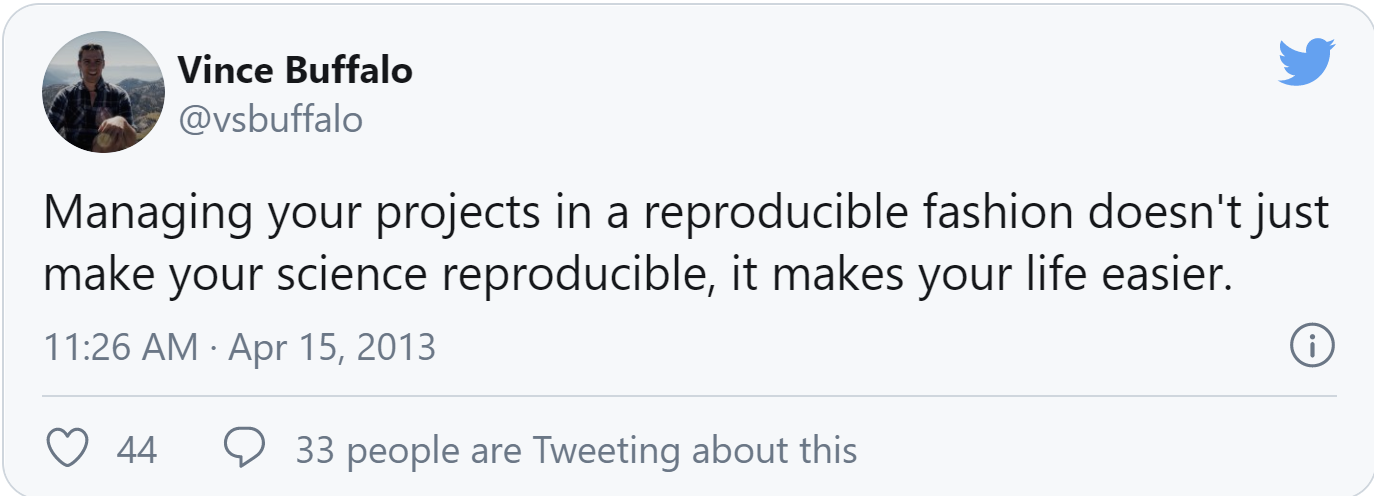 Vince Buffalo
@vsbuffalo
Managing your projects in a reproducible fashion doesn't just
make your science reproducible, it makes your life easier.
11:26 AM · Apr 15, 2013
44 33 people are Tweeting about this